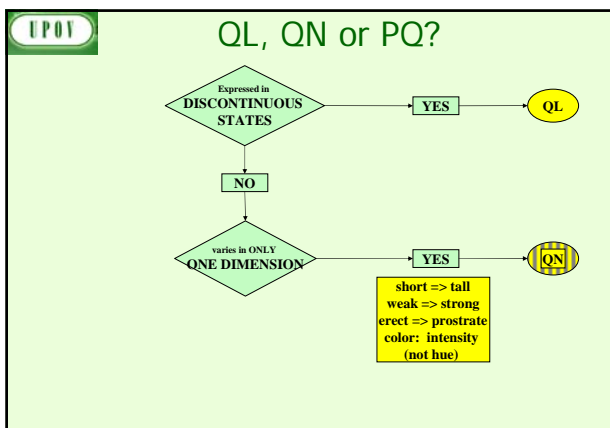 UPOV
QL, QN or PQ?
Expressed in
DISCONTINUOUS
STATES
YES
QL
NO
varies in ONLY
ONE DIMENSION
YES
QN
short => tall
weak => strong
erect => prostrate
color: intensity
(not hue)